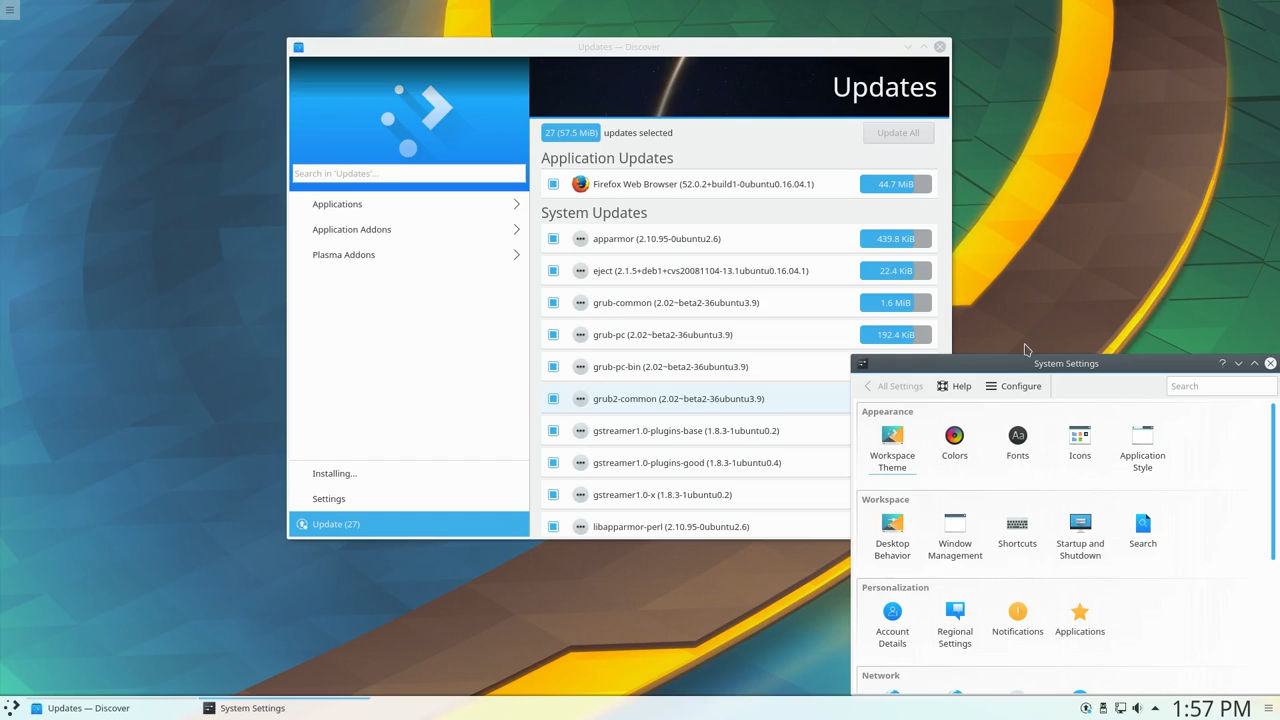 Updates — Discover
Updates
Search in 'Updates'...
27 (57.5 MiB) updates selected
Update All
Applications
Application Addons
Plasma Addons
Installing...
Settings
Update (27)
Application Updates
Firefox Web Browser (52.0.2+build1-0ubuntu0.16.04.1)
44.7 MiB
System Updates
apparmor (2.10.95-0ubuntu2.6)
439.8 KiB
eject (2.1.5+deb1+cvs20081104-13.1ubuntu0.16.04.1)
22.4 KiB
grub-common (2.02~beta2-36ubuntu3.9)
1.6 MiB
grub-pc (2.02~beta2-36ubuntu3.9)
192.4 KiB
grub-pc-bin (2.02~beta2-36ubuntu3.9)
grub2-common (2.02~beta2-36ubuntu3.9)
gstreamer1.0-plugins-base (1.8.3-1ubuntu0.2)
gstreamer1.0-plugins-good (1.8.3-1ubuntu0.4)
gstreamer1.0-x (1.8.3-1ubuntu0.2)
libapparmor-perl (2.10.95-0ubuntu2.6)
System Settings
?
All Settings
Help
Configure
Search
Appearance
Workspace Theme
Colors
Aa
Fonts
Icons
Application Style
Workspace
Desktop Behavior
Window Management
Shortcuts
Startup and Shutdown
Search
Personalization
Account Details
Regional Settings
Notifications
Applications
Network
Updates — Discover
System Settings
1:57 PM